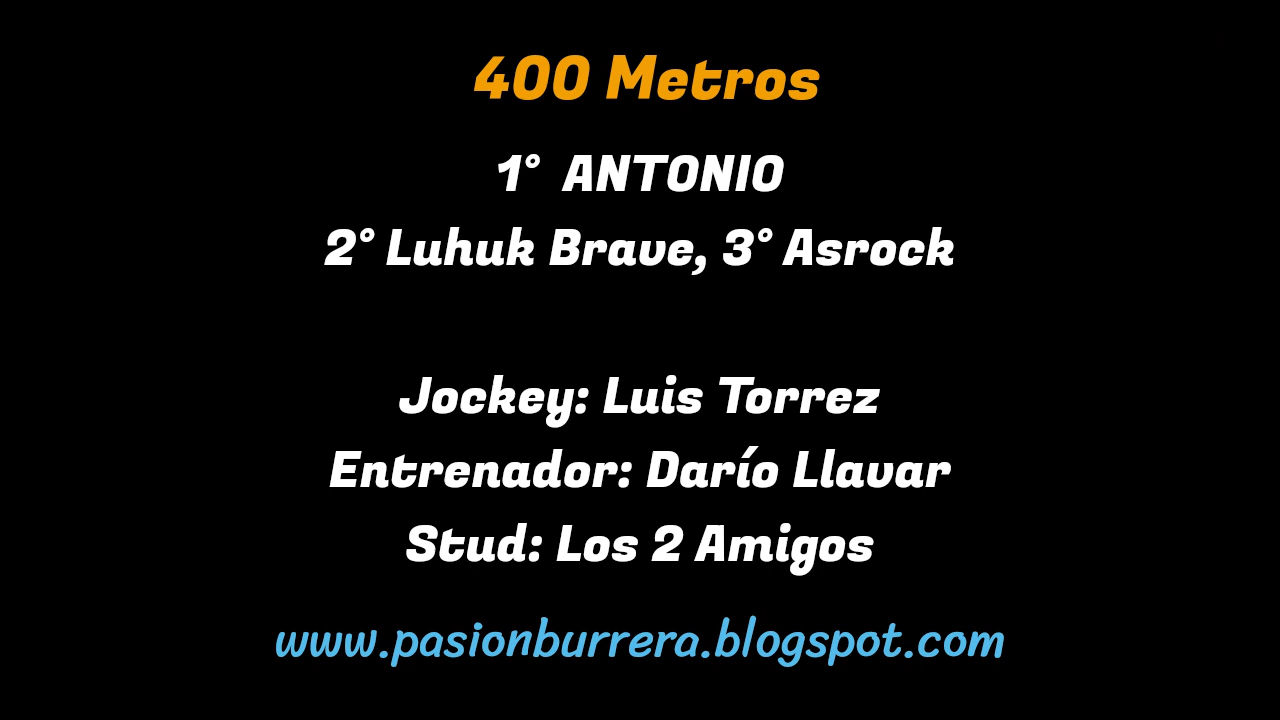 400 Metros
1° ANTONIO
2° Luhuk Brave, 3° Asrock
Jockey: Luis Torrez
Entrenador: Darío Llavar
Stud: Los 2 Amigos
www.pasionburrera.blogspot.com